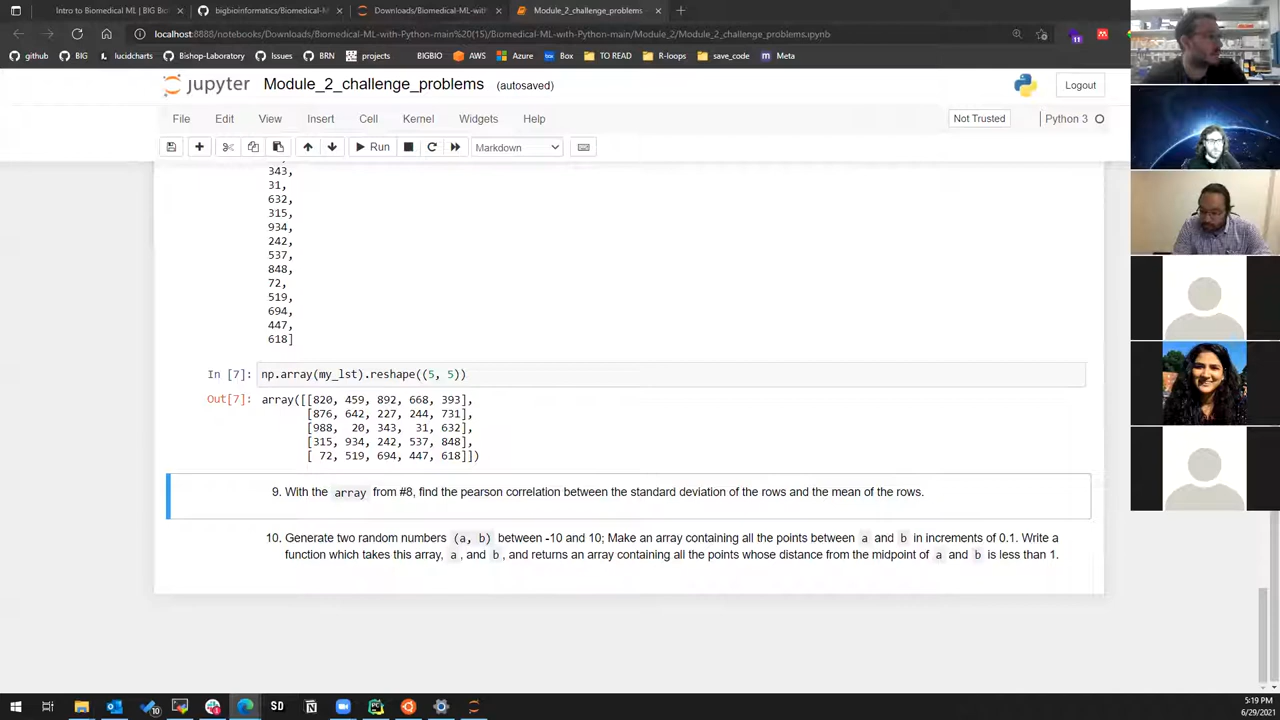 Intro to Biomedical ML | BIG Bio
bigbioinformatics/Biomedical-M
Downloads/Biomedical-ML-with-
Module_2_challenge_problems
localhost:8888/notebooks/Downloads/Biomedical-ML-with-Python-main%20(15)/Biomedical-ML-with-Python-main/Module_2/Module_2_challenge_problems.ipynb
11
github
BIG
lucidcharts
Bishop-Laboratory
Issues
BRN
projects
BIG
AWS
Amazon
Box
TO READ
R-loops
save_code
Meta
jupyter Module_2_challenge_problems (autosaved)
Logout
File Edit View Insert Cell Kernel Widgets Help
Not Trusted
Python 3
Run
Markdown
343,
31,
632,
315,
934,
242,
537,
848,
72,
519,
694,
447,
618]
In [7]: np.array(my_lst).reshape((5, 5))
Out[7]: array([[820, 459, 892, 668, 393],
[876, 642, 227, 244, 731],
[988, 20, 343, 31, 632],
[315, 934, 242, 537, 848],
[ 72, 519, 694, 447, 618]])
9. With the array from #8, find the pearson correlation between the standard deviation of the rows and the mean of the rows.
10. Generate two random numbers (a, b) between -10 and 10; Make an array containing all the points between a and b in increments of 0.1. Write a
function which takes this array, a, and b, and returns an array containing all the points whose distance from the midpoint of a and b is less than 1.
SD
5:19 PM
6/29/2021